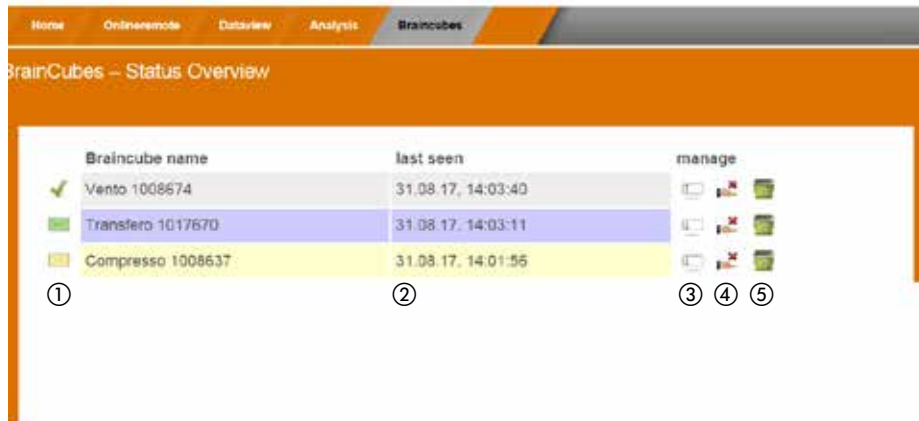 Home Onlineremote Dataview Analysis Braincubes
BrainCubes – Status Overview
Braincube name last seen manage
Vento 1008674 31.08.17, 14:03:40
Transfero 1017670 31.08.17, 14:03:11
Compresso 1008637 31.08.17, 14:01:56
① ② ③ ④ ⑤